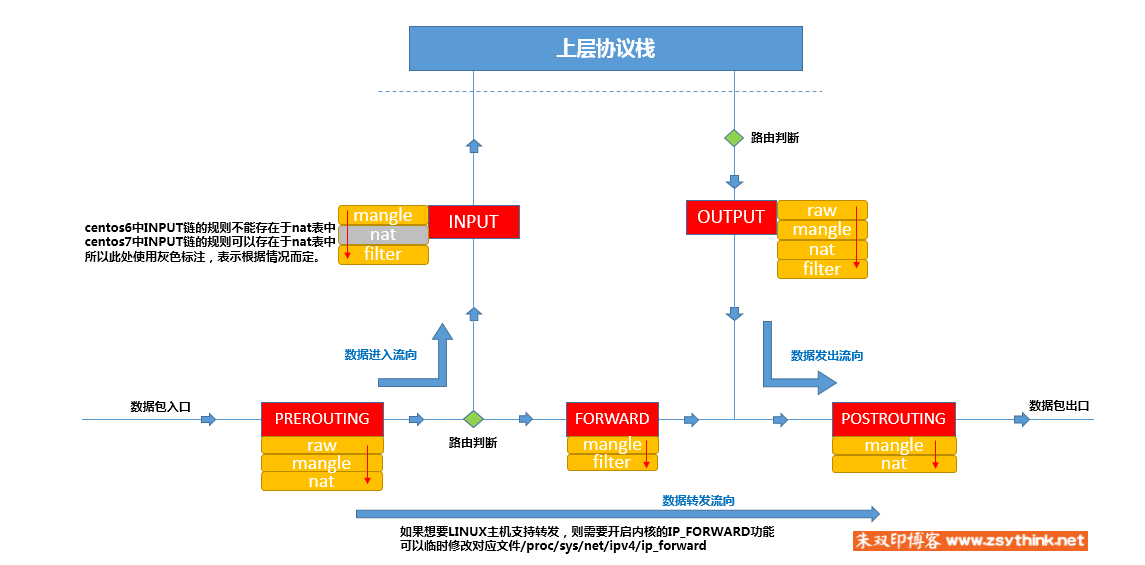 上层协议栈
路由判断
mangle
nat
filter
INPUT
OUTPUT
raw
mangle
nat
filter
centos6中INPUT链的规则不能存在于nat表中
centos7中INPUT链的规则可以存在于nat表中
所以此处使用灰色标注，表示根据情况而定。
数据进入流向
数据发出流向
数据包入口
PREROUTING
raw
mangle
nat
路由判断
FORWARD
mangle
filter
POSTROUTING
mangle
nat
数据包出口
数据转发流向
如果想要LINUX主机支持转发，则需要开启内核的IP_FORWARD功能
可以临时修改对应文件/proc/sys/net/ipv4/ip_forward
朱双印博客 www.zsythink.net